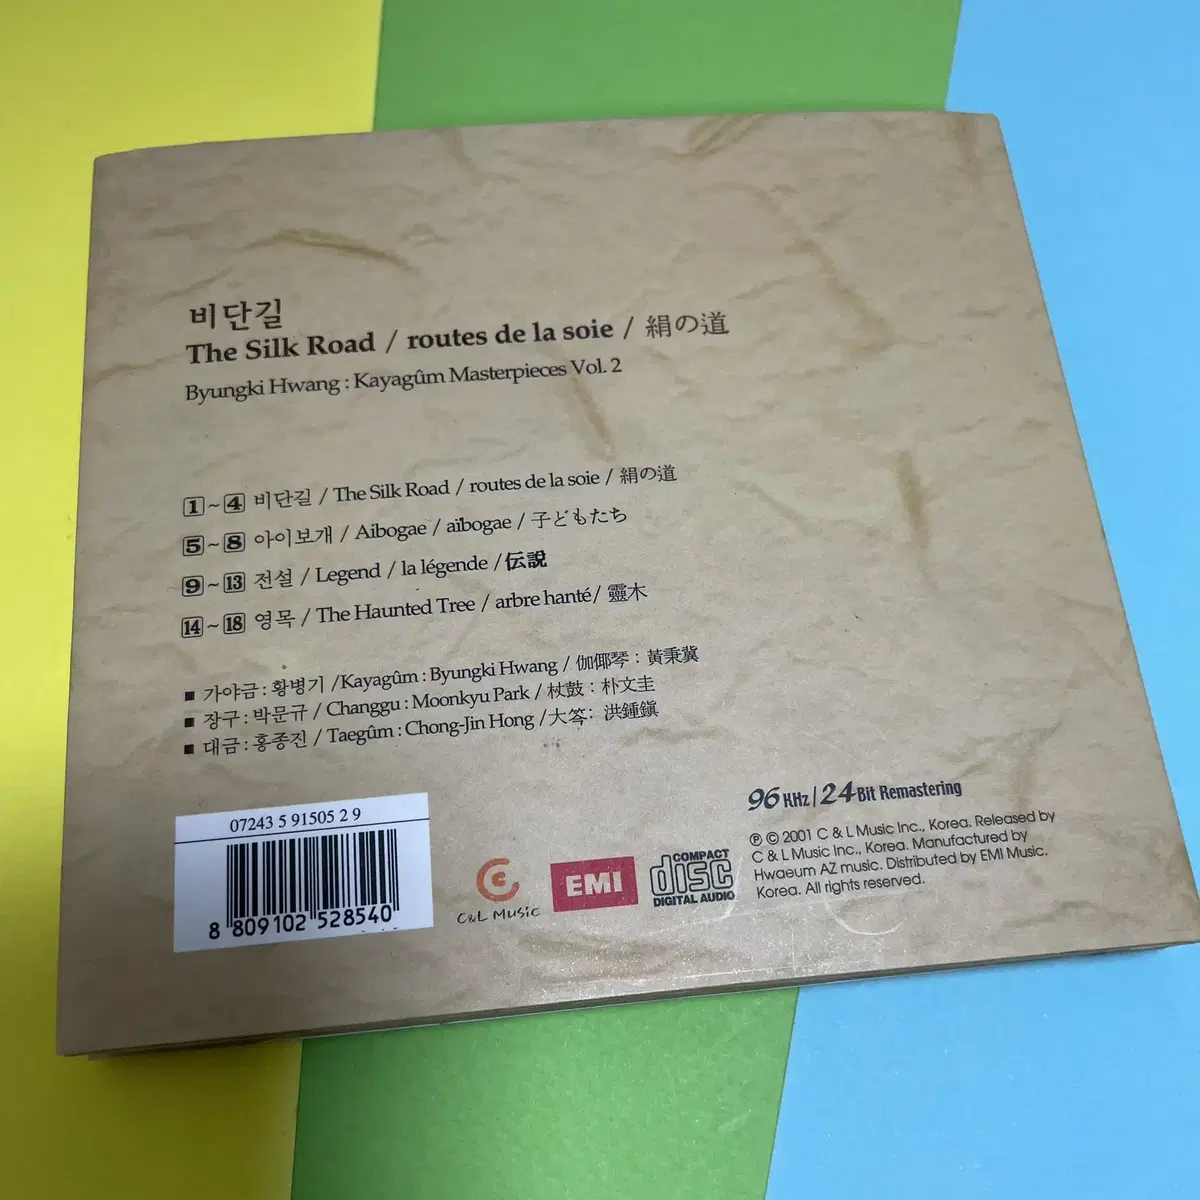 비단길
The Silk Road / routes de la soie / 絹の道
Byungki Hwang : Kayagûm Masterpieces Vol. 2
1 ~ 4 비단길 / The Silk Road / routes de la soie / 絹の道
5 ~ 8 아이보개 / Aibogae / aïbogae / 子どもたち
9 ~ 13 전설 / Legend / la légende / 伝説
14 ~ 18 영목 / The Haunted Tree / arbre hanté/ 靈木
■ 가야금 : 황병기 /Kayagûm : Byungki Hwang / 伽倻琴 : 黃秉冀
■ 장구 : 박문규 / Changgu : Moonkyu Park / 杖鼓 : 朴文圭
■ 대금 : 홍종진 / Taegûm : Chong-Jin Hong /大笒 : 洪鍾鎭
96 KHz | 24 Bit Remastering
℗ © 2001 C & L Music Inc., Korea. Released by
C & L Music Inc., Korea. Manufactured by
Hwaeum AZ music. Distributed by EMI Music.
Korea. All rights reserved.
07243 5 91505 2 9
8 809102 528540
C&L Music
EMI
COMPACT
disc
DIGITAL AUDIO